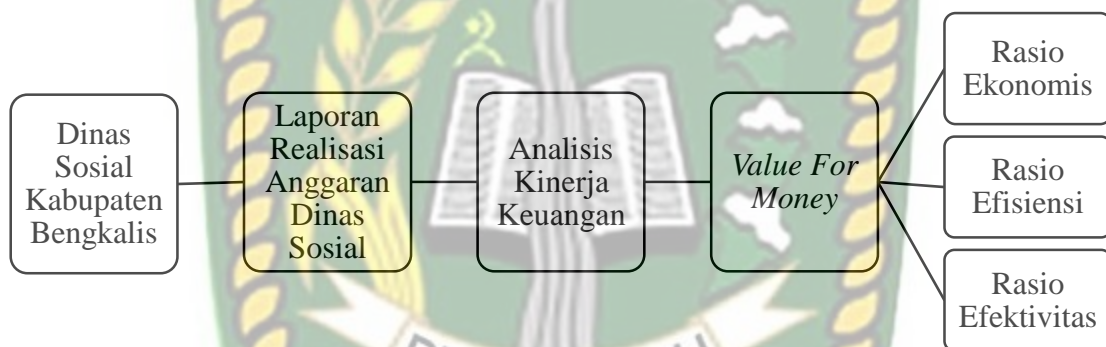 Dinas
Sosial
Kabupaten
Bengkalis
Laporan
Realisasi
Anggaran
Dinas
Sosial
Analisis
Kinerja
Keuangan
Value For
Money
Rasio
Ekonomis
Rasio
Efisiensi
Rasio
Efektivitas